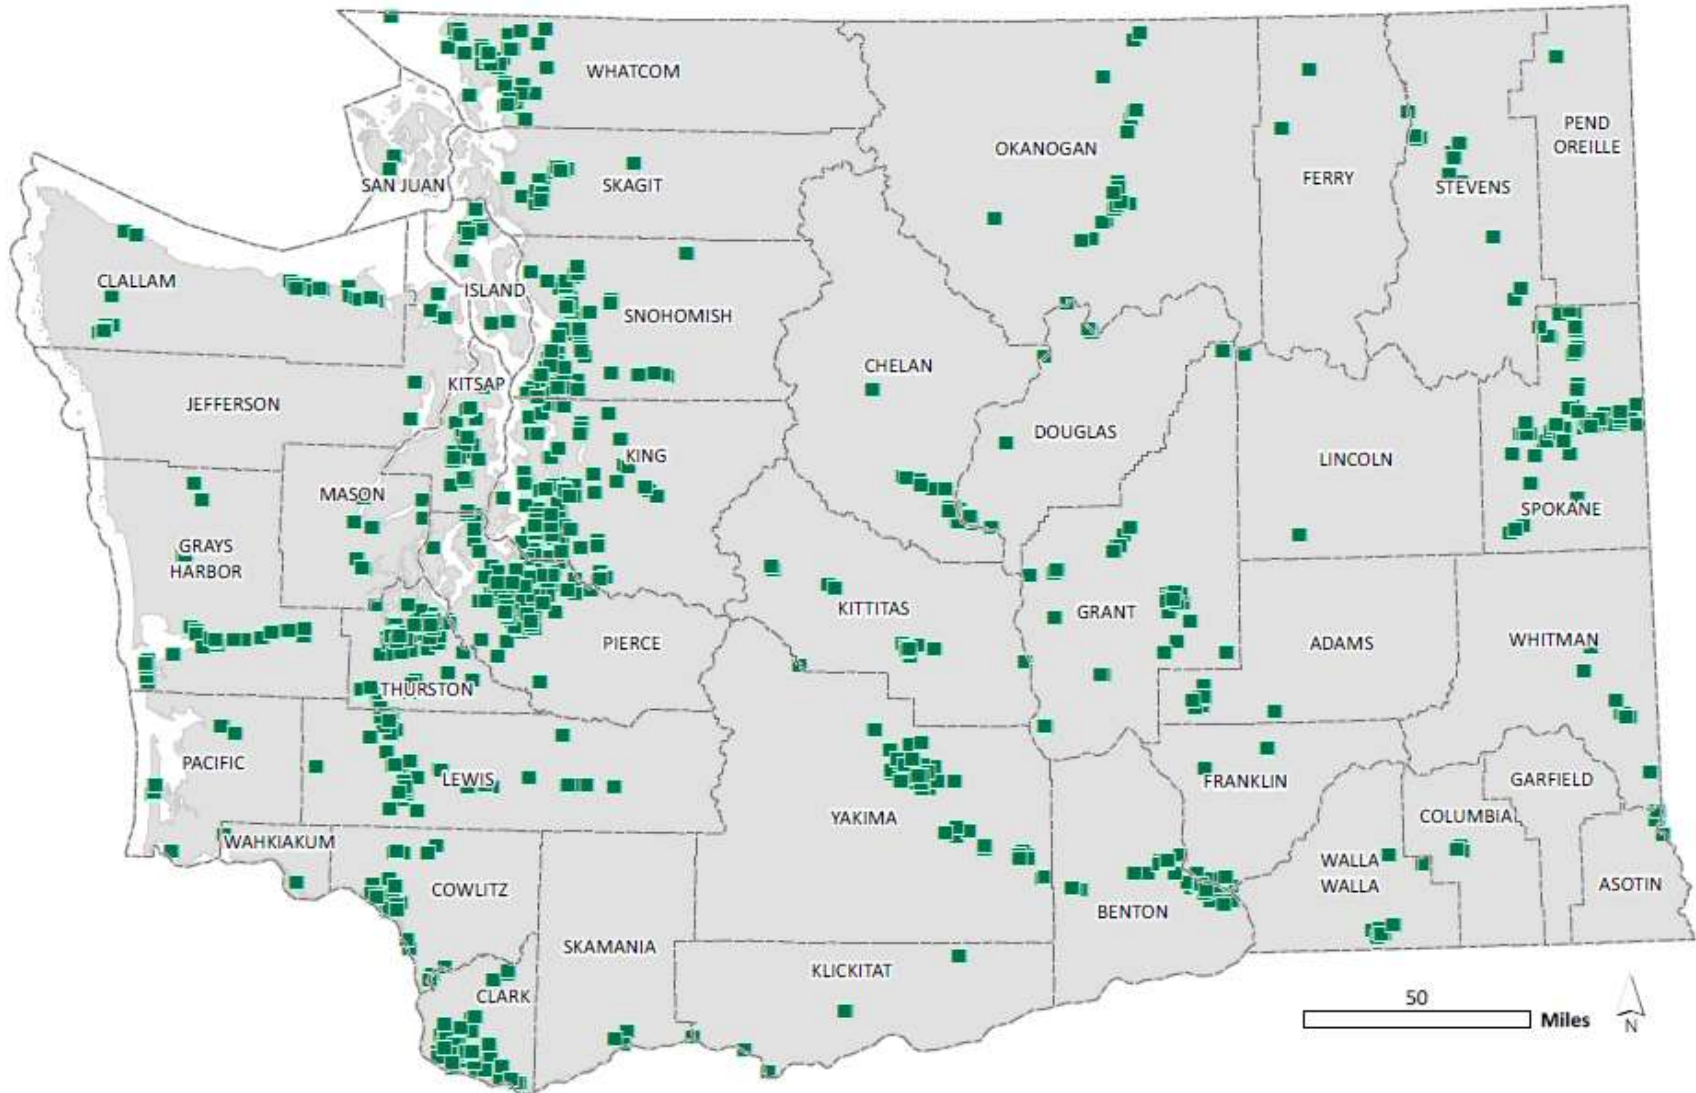 WHATCOM
OKANOGAN
FERRY
STEVENS
PEND
OREILLE
SAN JUAN
SKAGIT
CLALLAM
ISLAND
SNOHOMISH
CHELAN
JEFFERSON
KITSAP
DOUGLAS
LINCOLN
KING
MASON
SPOKANE
GRAYS
HARBOR
KITTITAS
GRANT
ADAMS
WHITMAN
PIERCE
THURSTON
PACIFIC
LEWIS
YAKIMA
FRANKLIN
GARFIELD
COLUMBIA
WAHKIAKUM
COWLITZ
WALLA
WALLA
ASOTIN
BENTON
SKAMANIA
KLICKITAT
CLARK
50
Miles
N